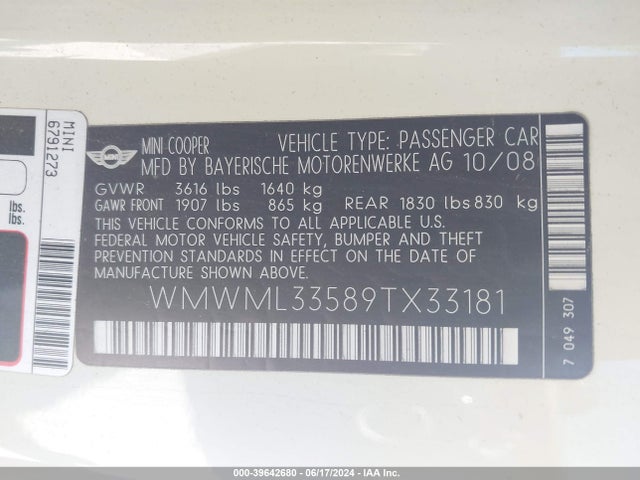 MINI
6791273
lbs.
lbs.
MINI COOPER VEHICLE TYPE: PASSENGER CAR
MFD BY BAYERISCHE MOTORENWERKE AG 10/08
GVWR 3616 lbs 1640 kg
GAWR FRONT 1907 lbs 865 kg REAR 1830 lbs 830 kg
THIS VEHICLE CONFORMS TO ALL APPLICABLE U.S.
FEDERAL MOTOR VEHICLE SAFETY, BUMPER AND THEFT
PREVENTION STANDARDS IN EFFECT ON THE DATE OF
MANUFACTURE SHOWN ABOVE.
WMWML33589TX33181
7 049 307
000-39642680 - 06/17/2024 - IAA Inc.